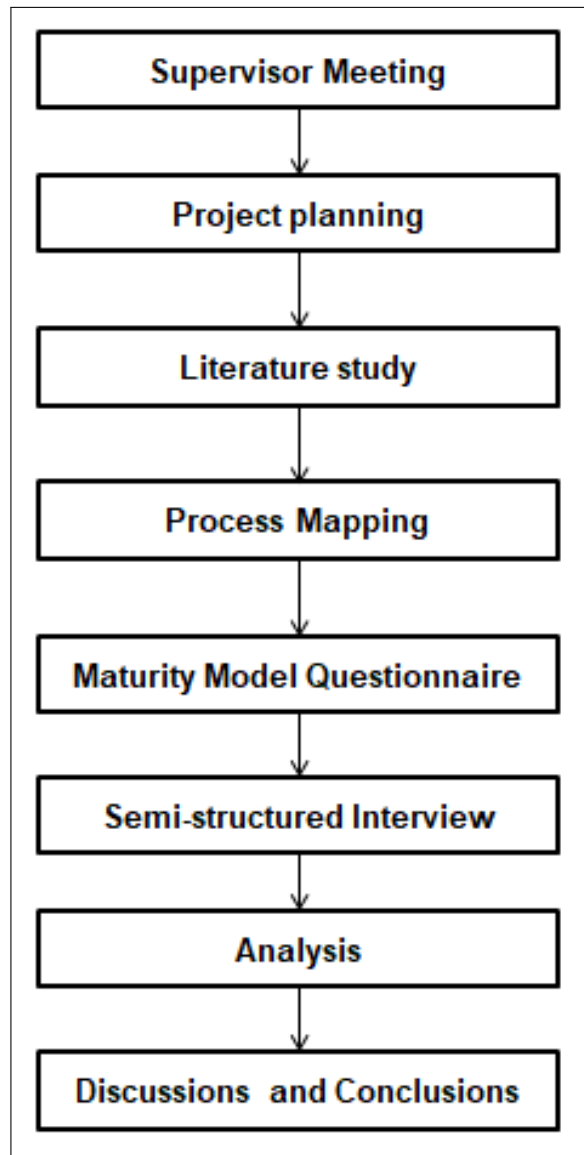 Supervisor Meeting
Project planning
Literature study
Process Mapping
Maturity Model Questionnaire
Semi-structured Interview
Analysis
Discussions and Conclusions